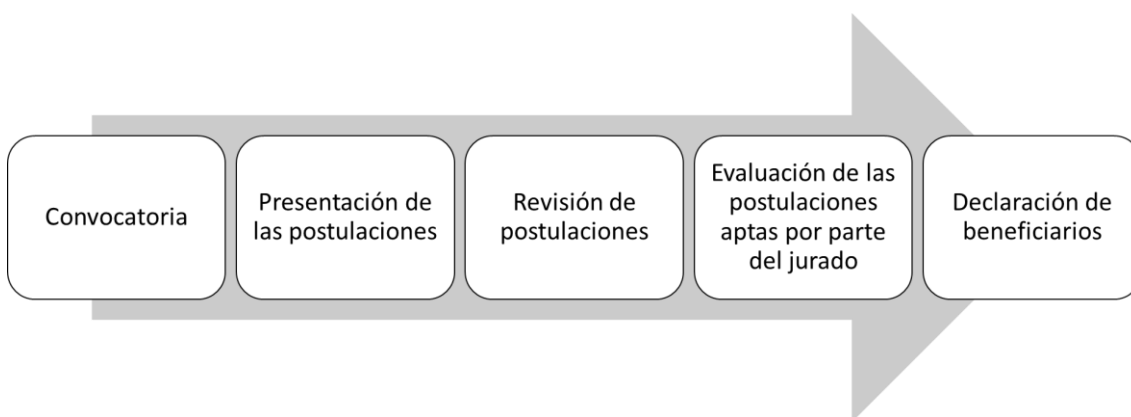 Convocatoria
Presentación de
las postulaciones
Revisión de
postulaciones
Evaluación de las
postulaciones
aptas por parte
del jurado
Declaración de
beneficiarios